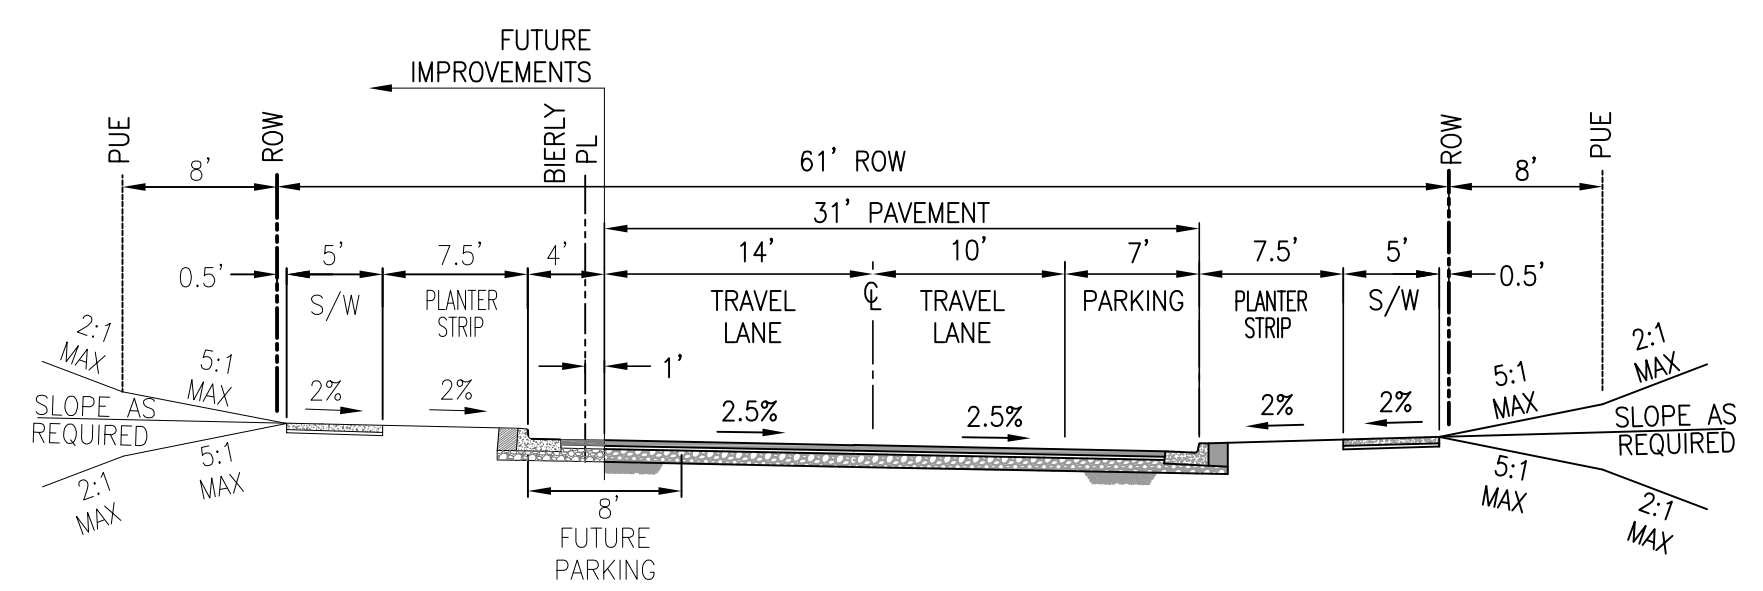 FUTURE
IMPROVEMENTS
PUE
ROW
BIERLY
PL
ROW
PUE
8'
61' ROW
8'
31' PAVEMENT
0.5'
5'
7.5'
4'
14'
10'
7'
7.5'
5'
0.5'
S/W
PLANTER
STRIP
TRAVEL
LANE
CL
TRAVEL
LANE
PARKING
PLANTER
STRIP
S/W
1'
2:1
MAX
5:1
MAX
2%
2%
2.5%
2.5%
2%
2%
5:1
MAX
2:1
MAX
SLOPE AS
REQUIRED
SLOPE AS
REQUIRED
2:1
MAX
5:1
MAX
5:1
MAX
2:1
MAX
8'
FUTURE
PARKING